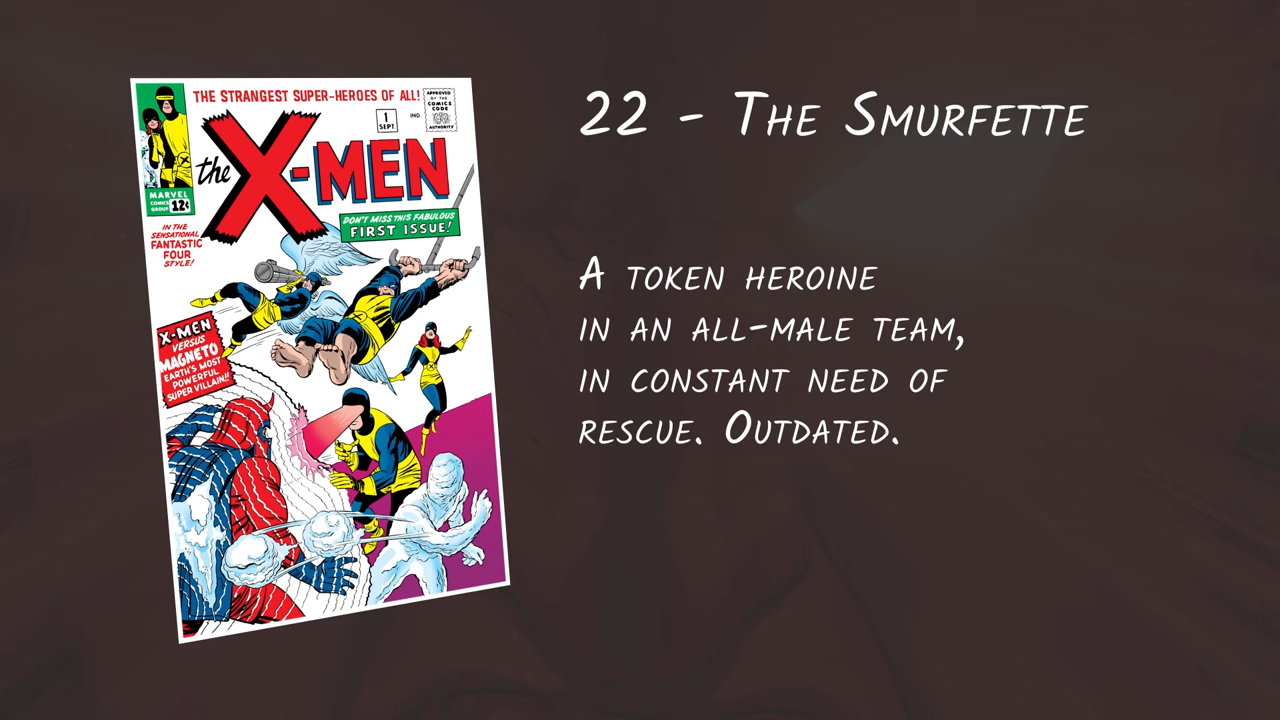 THE STRANGEST SUPER-HEROES OF ALL!
1
SEPT.
IND.
APPROVED
BY THE
COMICS
CODE
AUTHORITY
the X-MEN
MARVEL
COMICS
GROUP
12¢
DON'T MISS THIS FABULOUS
FIRST ISSUE!
IN THE
SENSATIONAL
FANTASTIC
FOUR
STYLE!
X-MEN
VERSUS
MAGNETO
EARTH'S MOST
POWERFUL
SUPER VILLAIN!!
22 - The Smurfette
A token heroine
in an all-male team,
in constant need of
rescue. Outdated.